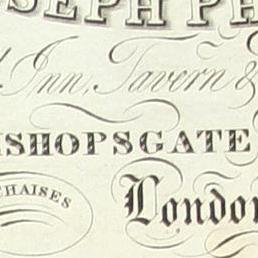 SEPH PH
Inn, Tavern &
ISHOPSGATE
CHAISES
London